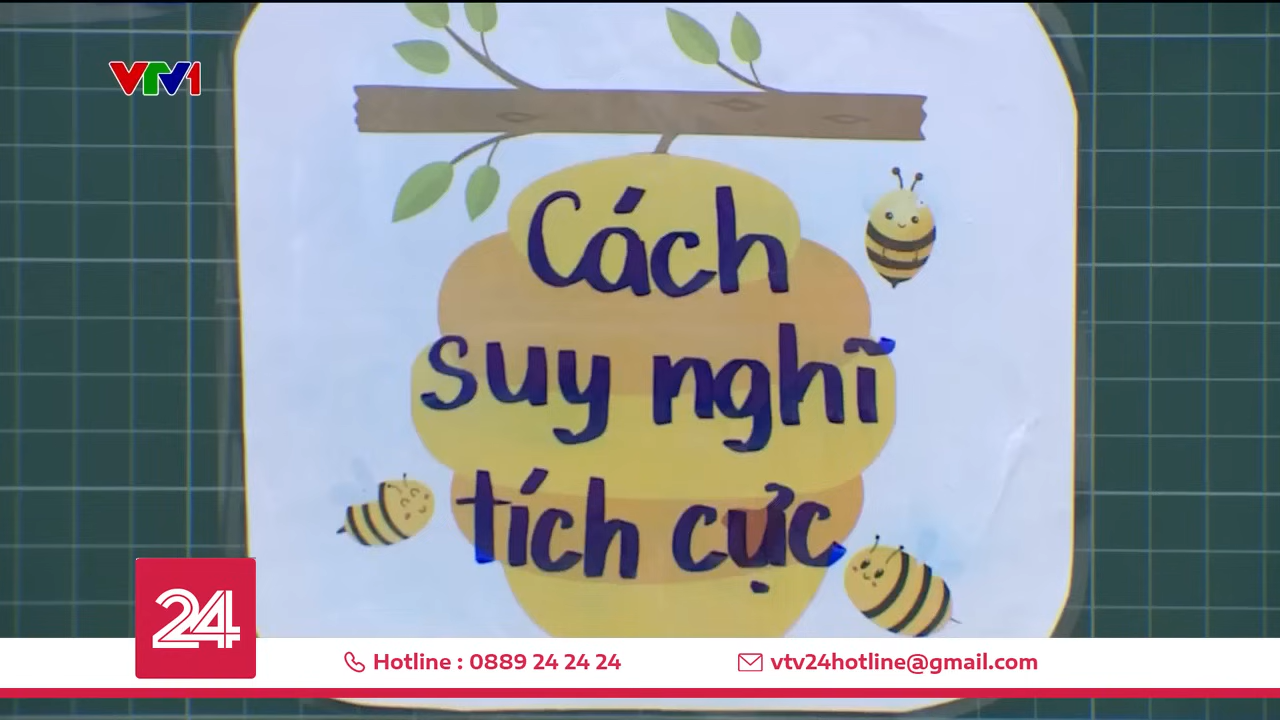 VTV1
Cách
suy nghĩ
tích cực
24
Hotline : 0889 24 24 24
vtv24hotline@gmail.com